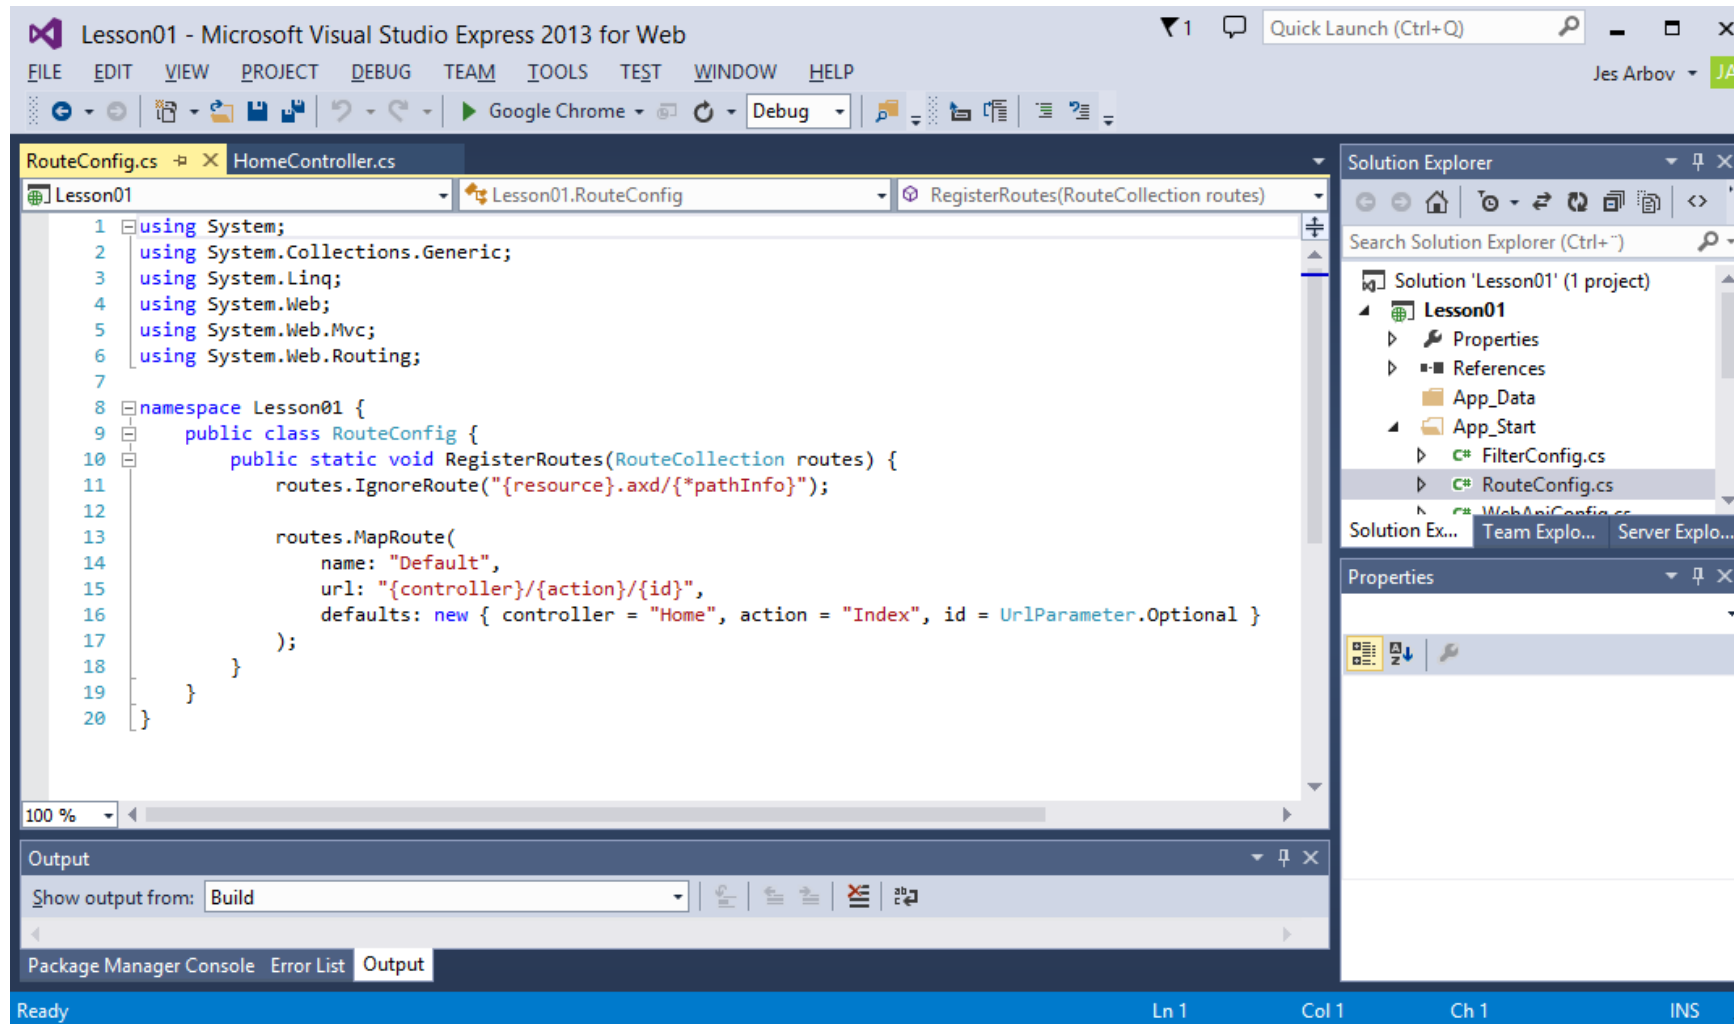 Lesson01 - Microsoft Visual Studio Express 2013 for Web
1
Quick Launch (Ctrl+Q)
FILE EDIT VIEW PROJECT DEBUG TEAM TOOLS TEST WINDOW HELP
Jes Arbov
JA
Google Chrome
Debug
RouteConfig.cs
HomeController.cs
Lesson01
Lesson01.RouteConfig
RegisterRoutes(RouteCollection routes)
1 using System;
2 using System.Collections.Generic;
3 using System.Linq;
4 using System.Web;
5 using System.Web.Mvc;
6 using System.Web.Routing;
7
8 namespace Lesson01 {
9 public class RouteConfig {
10 public static void RegisterRoutes(RouteCollection routes) {
11 routes.IgnoreRoute("{resource}.axd/{*pathInfo}");
12
13 routes.MapRoute(
14 name: "Default",
15 url: "{controller}/{action}/{id}",
16 defaults: new { controller = "Home", action = "Index", id = UrlParameter.Optional }
17 );
18 }
19 }
20 }
100 %
Output
Show output from: Build
Package Manager Console Error List Output
Solution Explorer
Search Solution Explorer (Ctrl+¨)
Solution 'Lesson01' (1 project)
Lesson01
Properties
References
App_Data
App_Start
C# FilterConfig.cs
C# RouteConfig.cs
C# WebApiConfig.cs
Solution Ex... Team Explo... Server Explo...
Properties
Ready
Ln 1 Col 1 Ch 1 INS